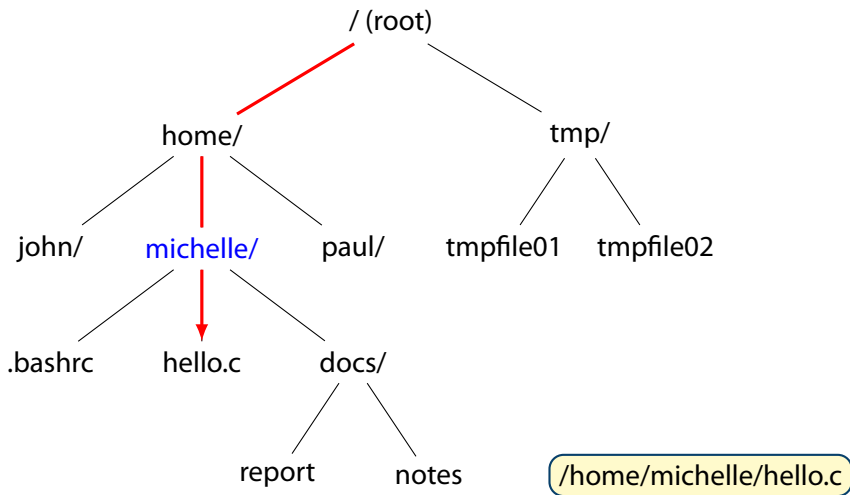 / (root)
home/ tmp/
john/ michelle/ paul/ tmpfile01 tmpfile02
.bashrc hello.c docs/
report notes /home/michelle/hello.c